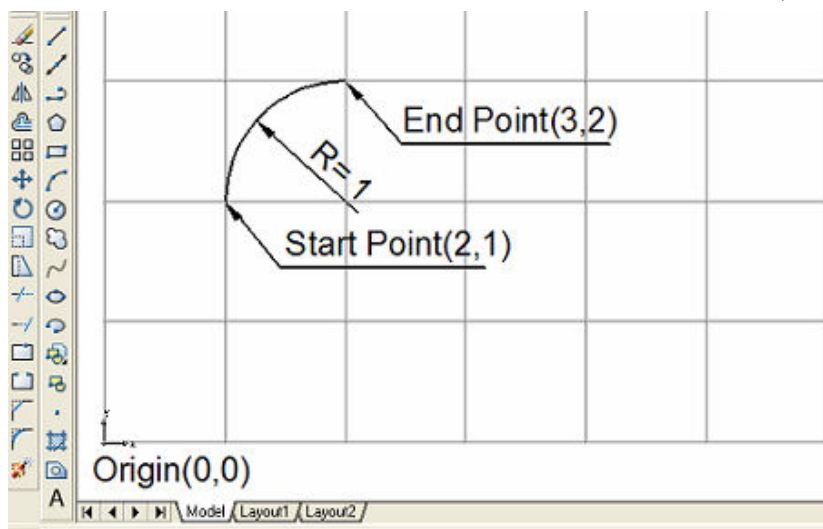 End Point(3,2)
R= 1
Start Point(2,1)
Origin(0,0)
A
Model Layout1 Layout2